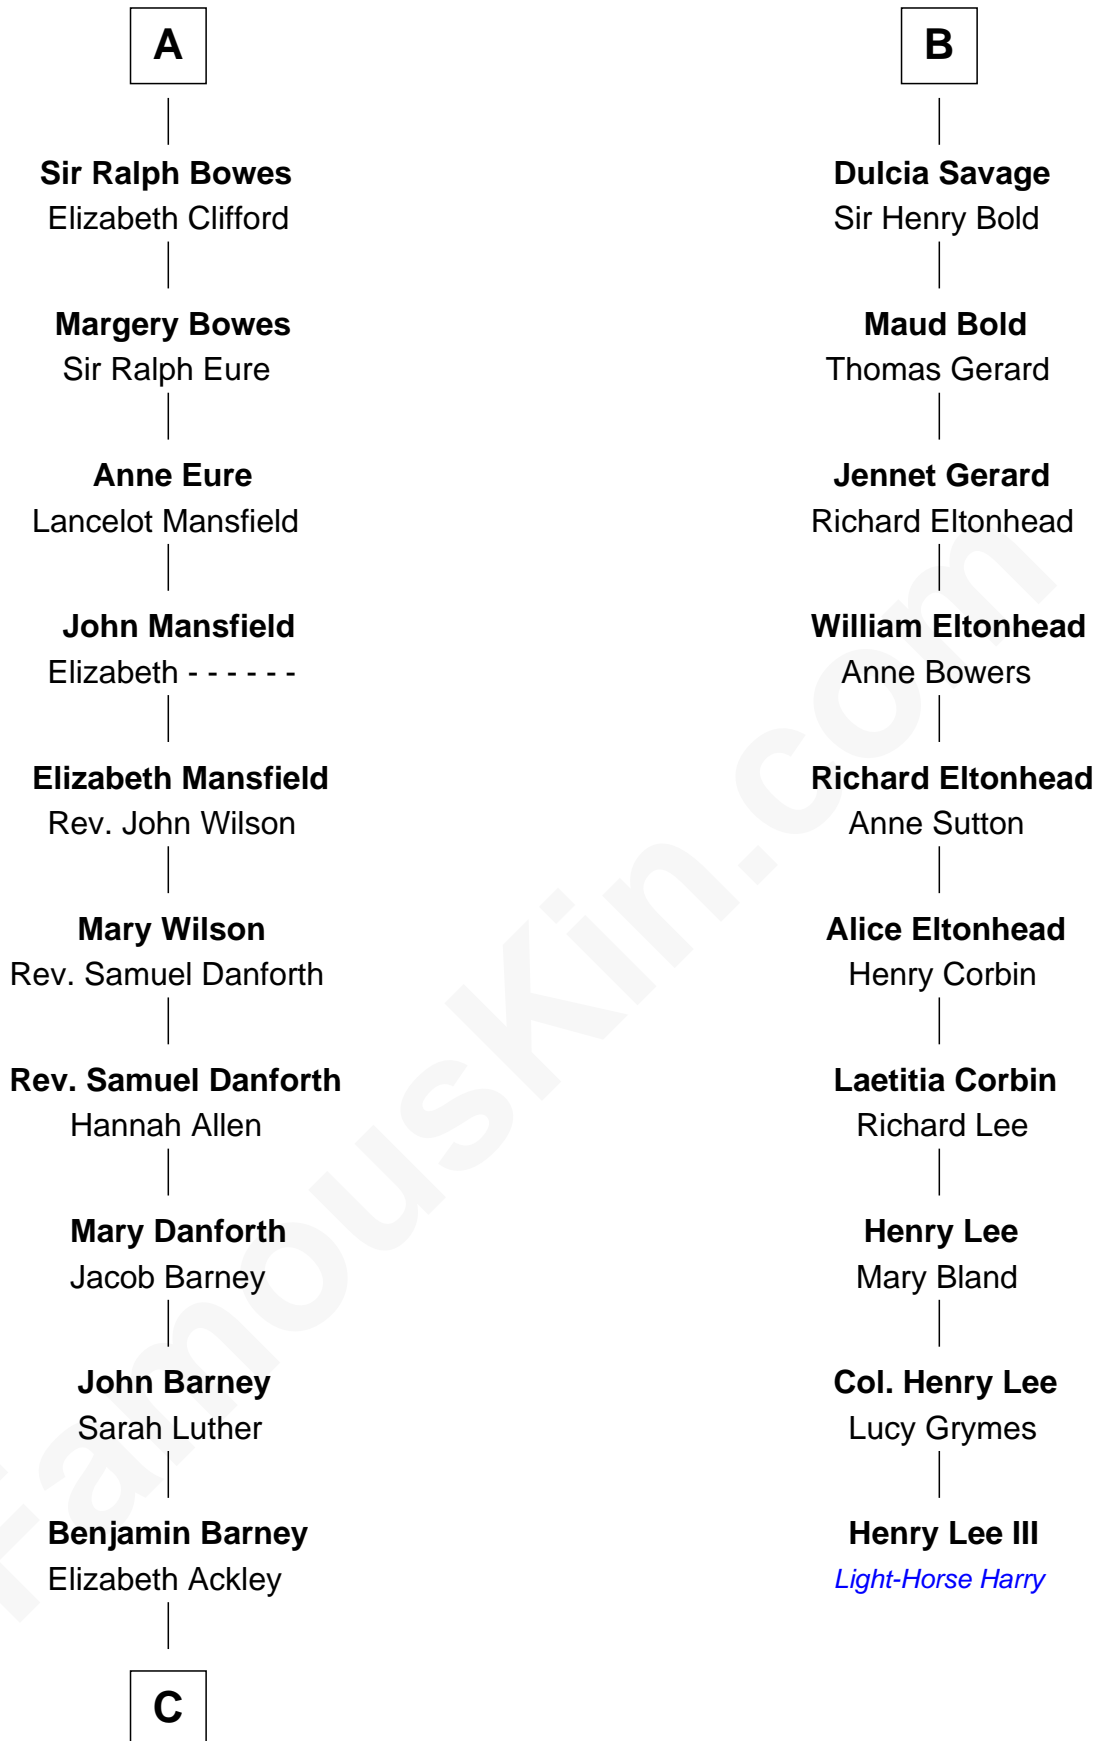 A
Sir Ralph Bowes
Elizabeth Clifford
Margery Bowes
Sir Ralph Eure
Anne Eure
Lancelot Mansfield
John Mansfield
Elizabeth - - - - - -
Elizabeth Mansfield
Rev. John Wilson
Mary Wilson
Rev. Samuel Danforth
Rev. Samuel Danforth
Hannah Allen
Mary Danforth
Jacob Barney
John Barney
Sarah Luther
Benjamin Barney
Elizabeth Ackley
C
B
Dulcia Savage
Sir Henry Bold
Maud Bold
Thomas Gerard
Jennet Gerard
Richard Eltonhead
William Eltonhead
Anne Bowers
Richard Eltonhead
Anne Sutton
Alice Eltonhead
Henry Corbin
Laetitia Corbin
Richard Lee
Henry Lee
Mary Bland
Col. Henry Lee
Lucy Grymes
Henry Lee III
Light-Horse Harry
FamousKin.com